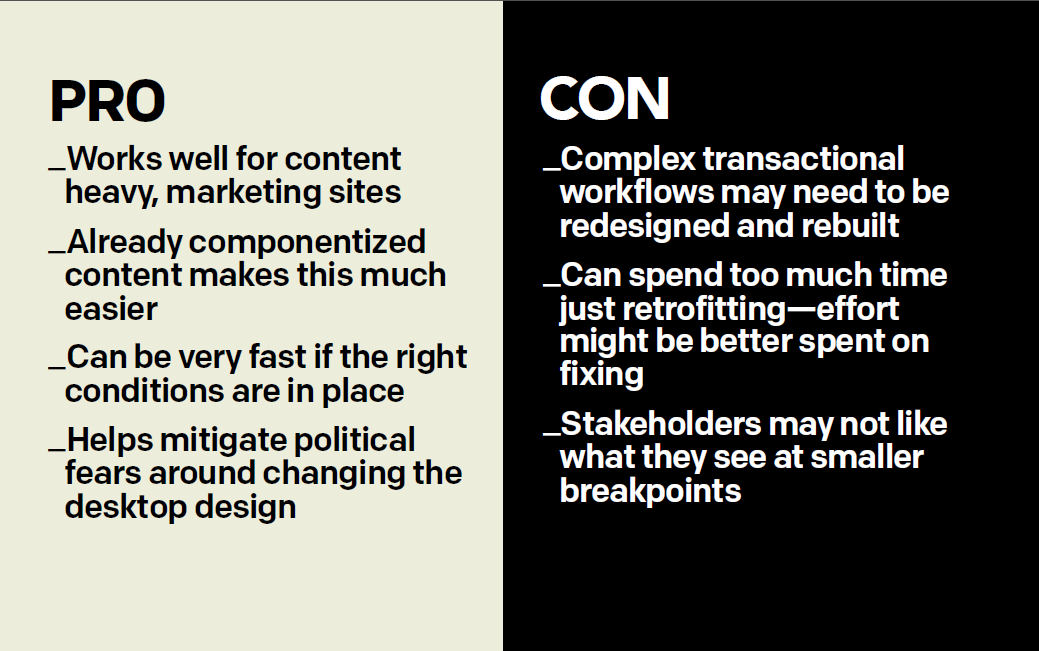 PRO
_Works well for content
heavy, marketing sites
_Already componentized
content makes this much
easier
_Can be very fast if the right
conditions are in place
_Helps mitigate political
fears around changing the
desktop design
CON
_Complex transactional
workflows may need to be
redesigned and rebuilt
_Can spend too much time
just retrofitting—effort
might be better spent on
fixing
_Stakeholders may not like
what they see at smaller
breakpoints